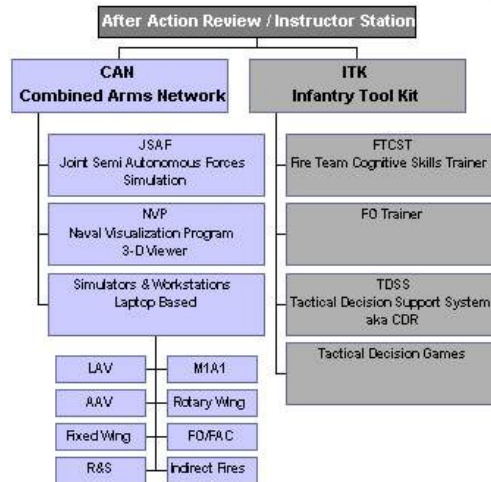 After Action Review / Instructor Station
CAN
Combined Arms Network
ITK
Infantry Tool Kit
JSAF
Joint Semi Autonomous Forces
Simulation
NVP
Naval Visualization Program
3-D Viewer
Simulators & Workstations
Laptop Based
LAV
M1A1
AAV
Rotary Wing
Fixed Wing
FO/FAC
R&S
Indirect Fires
FTCST
Fire Team Cognitive Skills Trainer
FO Trainer
TDSS
Tactical Decision Support System
aka CDR
Tactical Decision Games